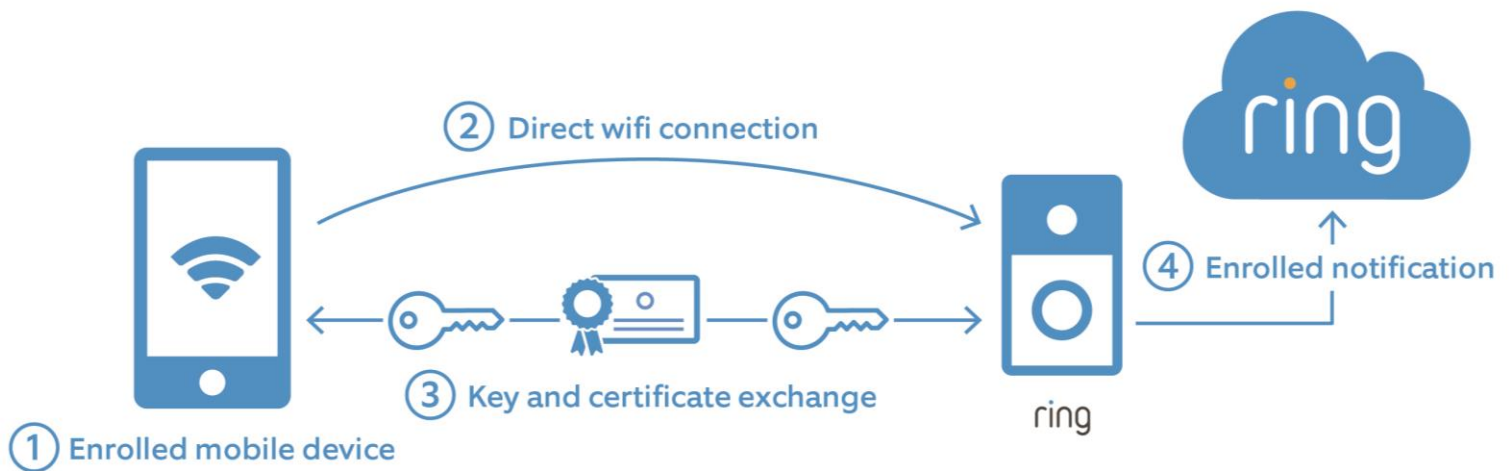 ring
② Direct wifi connection
④ Enrolled notification
③ Key and certificate exchange
ring
① Enrolled mobile device